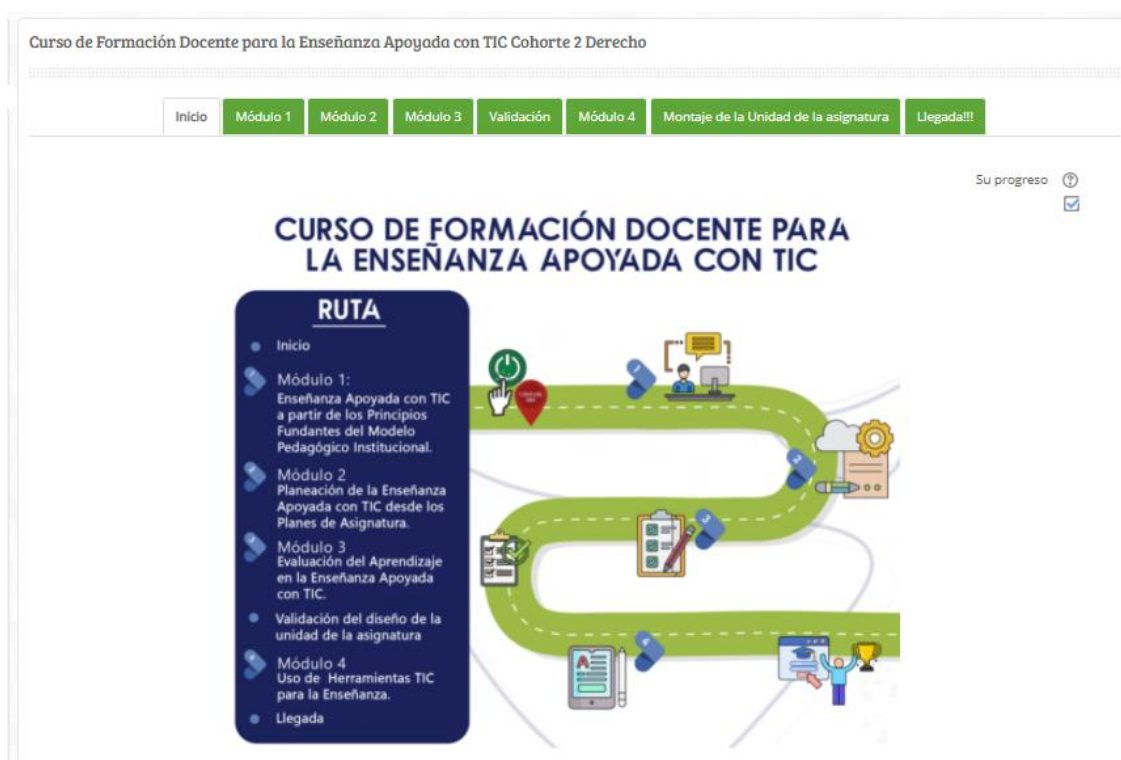 Curso de Formación Docente para la Enseñanza Apoyada con TIC Cohorte 2 Derecho
Inicio
Módulo 1
Módulo 2
Módulo 3
Validación
Módulo 4
Montaje de la Unidad de la asignatura
Llegada!!!
Su progreso
CURSO DE FORMACIÓN DOCENTE PARA
LA ENSEÑANZA APOYADA CON TIC
RUTA
Inicio
Módulo 1:
Enseñanza Apoyada con TIC
a partir de los Principios
Fundantes del Modelo
Pedagógico Institucional.
Módulo 2
Planeación de la Enseñanza
Apoyada con TIC desde los
Planes de Asignatura.
Módulo 3
Evaluación del Aprendizaje
en la Enseñanza Apoyada
con TIC.
Validación del diseño de la
unidad de la asignatura
Módulo 4
Uso de Herramientas TIC
para la Enseñanza.
Llegada
1
2
3
4
A